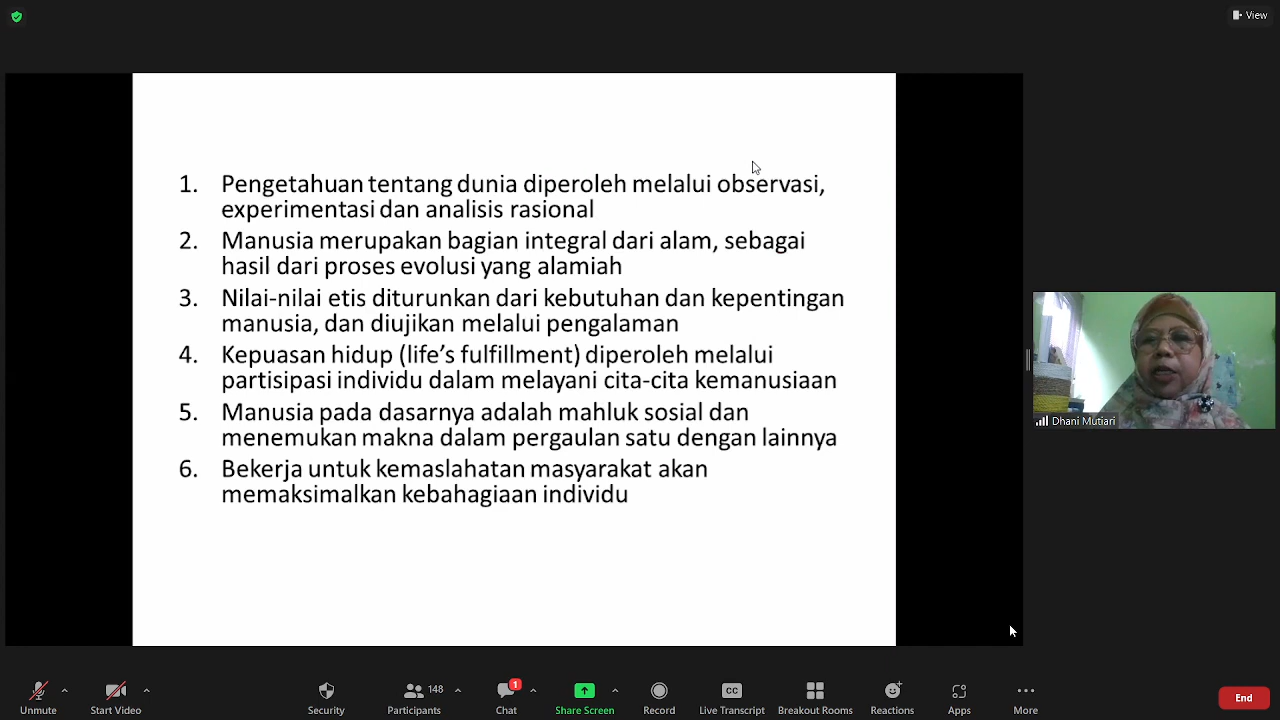 View
1. Pengetahuan tentang dunia diperoleh melalui observasi,
experimentasi dan analisis rasional
2. Manusia merupakan bagian integral dari alam, sebagai
hasil dari proses evolusi yang alamiah
3. Nilai-nilai etis diturunkan dari kebutuhan dan kepentingan
manusia, dan diujikan melalui pengalaman
4. Kepuasan hidup (life’s fulfillment) diperoleh melalui
partisipasi individu dalam melayani cita-cita kemanusiaan
5. Manusia pada dasarnya adalah mahluk sosial dan
menemukan makna dalam pergaulan satu dengan lainnya
6. Bekerja untuk kemaslahatan masyarakat akan
memaksimalkan kebahagiaan individu
Dhani Mutiari
148
1
CC
Unmute
Start Video
Security
Participants
Chat
Share Screen
Record
Live Transcript
Breakout Rooms
Reactions
Apps
More
End